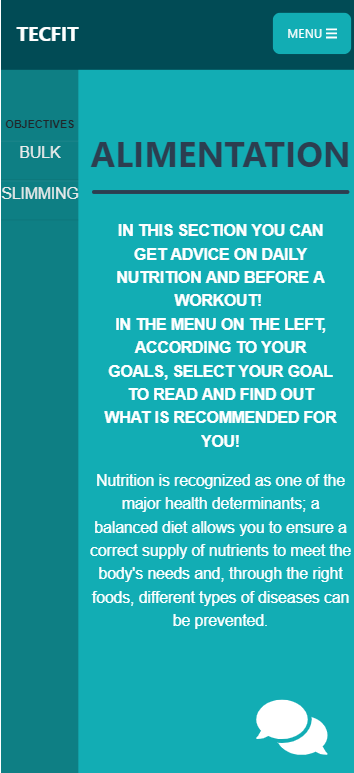 TECFIT
MENU
OBJECTIVES
BULK
SLIMMING
ALIMENTATION
IN THIS SECTION YOU CAN
GET ADVICE ON DAILY
NUTRITION AND BEFORE A
WORKOUT!
IN THE MENU ON THE LEFT,
ACCORDING TO YOUR
GOALS, SELECT YOUR GOAL
TO READ AND FIND OUT
WHAT IS RECOMMENDED FOR
YOU!
Nutrition is recognized as one of the
major health determinants; a
balanced diet allows you to ensure a
correct supply of nutrients to meet the
body's needs and, through the right
foods, different types of diseases can
be prevented.